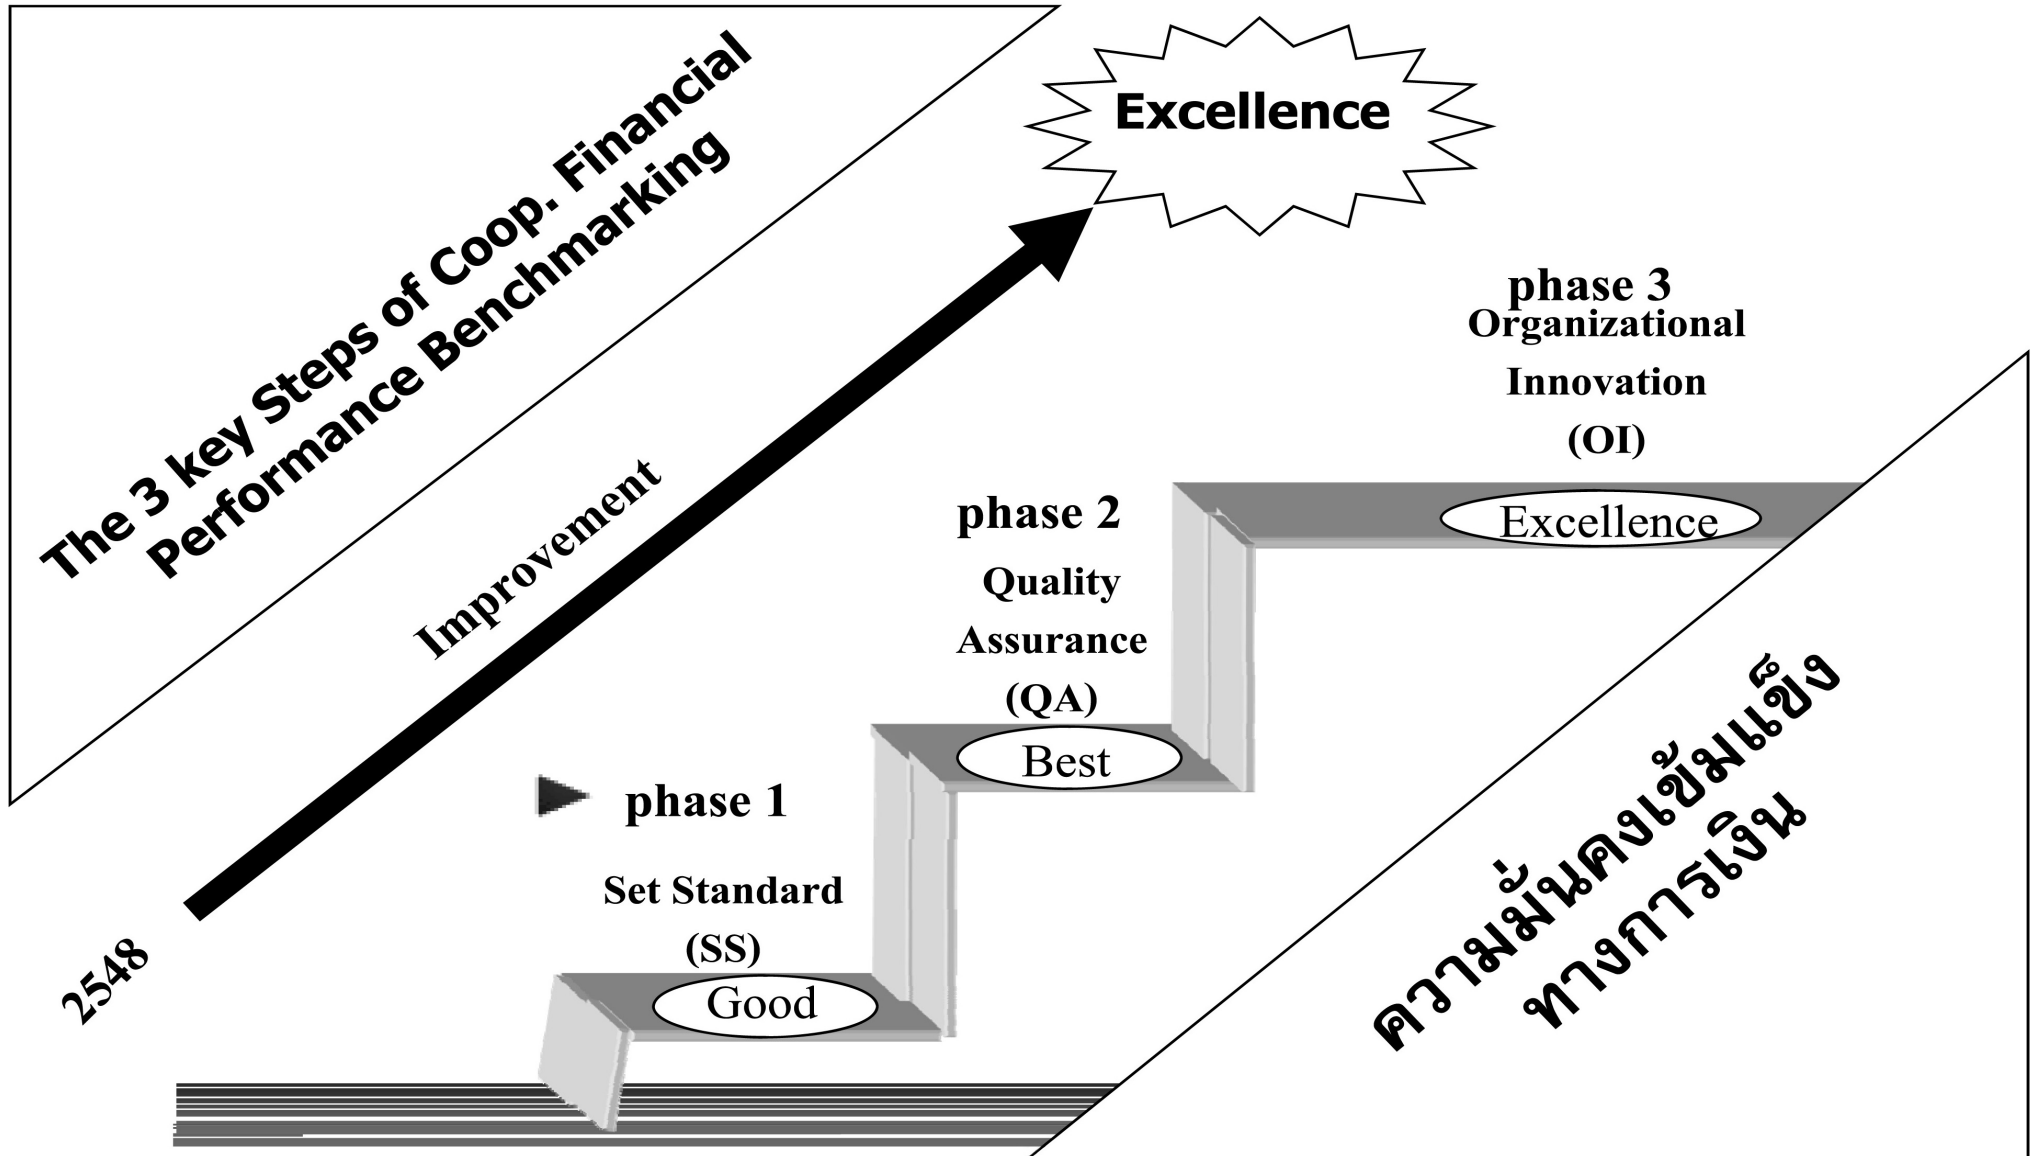 The 3 key Steps of Coop. Financial
Performance Benchmarking
Excellence
Improvement
2548
phase 3
Organizational
Innovation
(OI)
Excellence
phase 2
Quality
Assurance
(QA)
Best
phase 1
Set Standard
(SS)
Good
ความมั่นคงเข้มแข็ง
ทางการเงิน